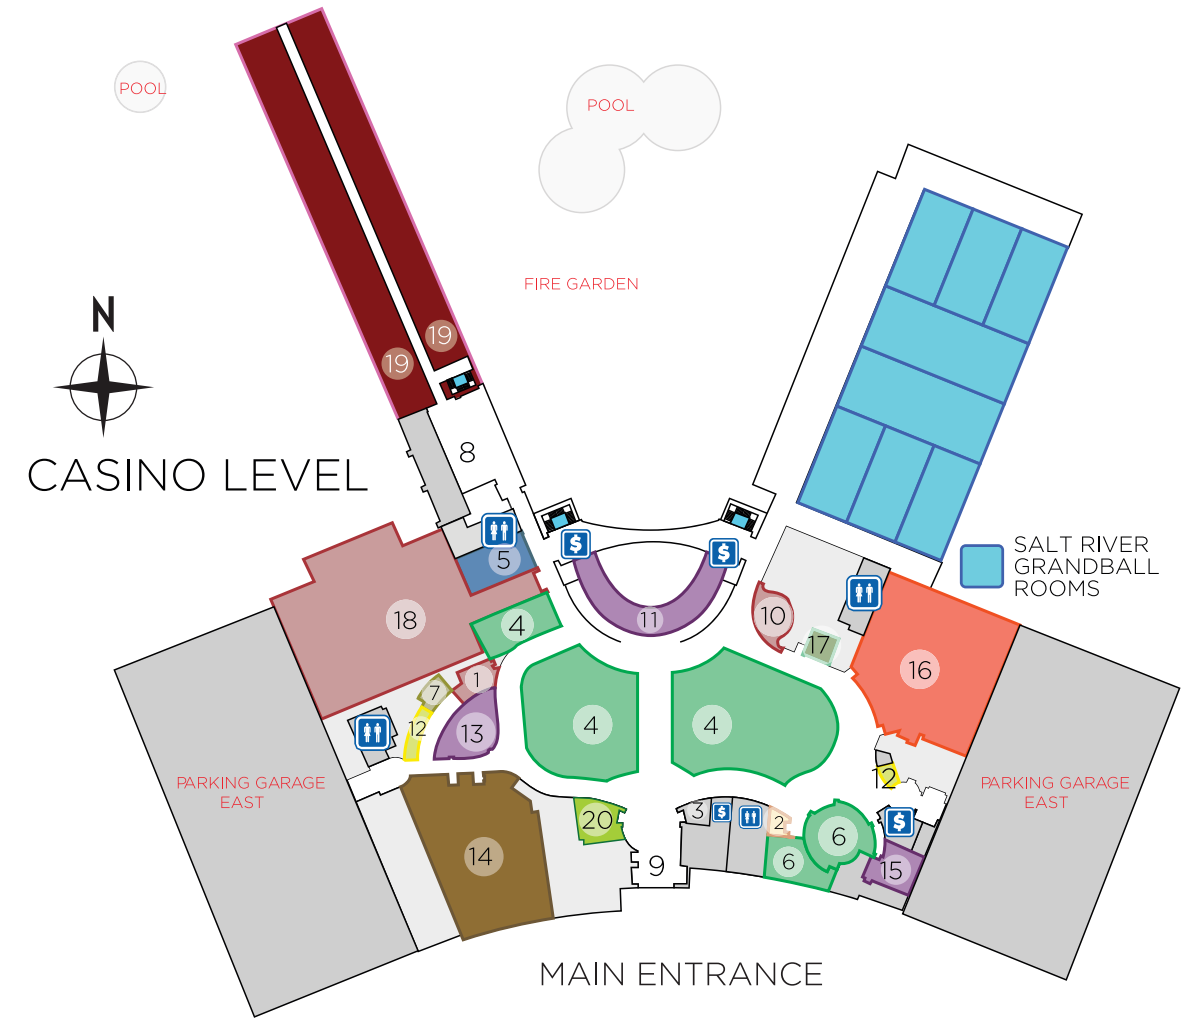 POOL
POOL
FIRE GARDEN
N
19
19
CASINO LEVEL
8
$
$
5
SALT RIVER
GRANDBALL
ROOMS
18
4
11
10
17
16
1
7
12
13
4
4
12
PARKING GARAGE
EAST
PARKING GARAGE
EAST
3
$
2
20
6
$
14
9
6
15
MAIN ENTRANCE